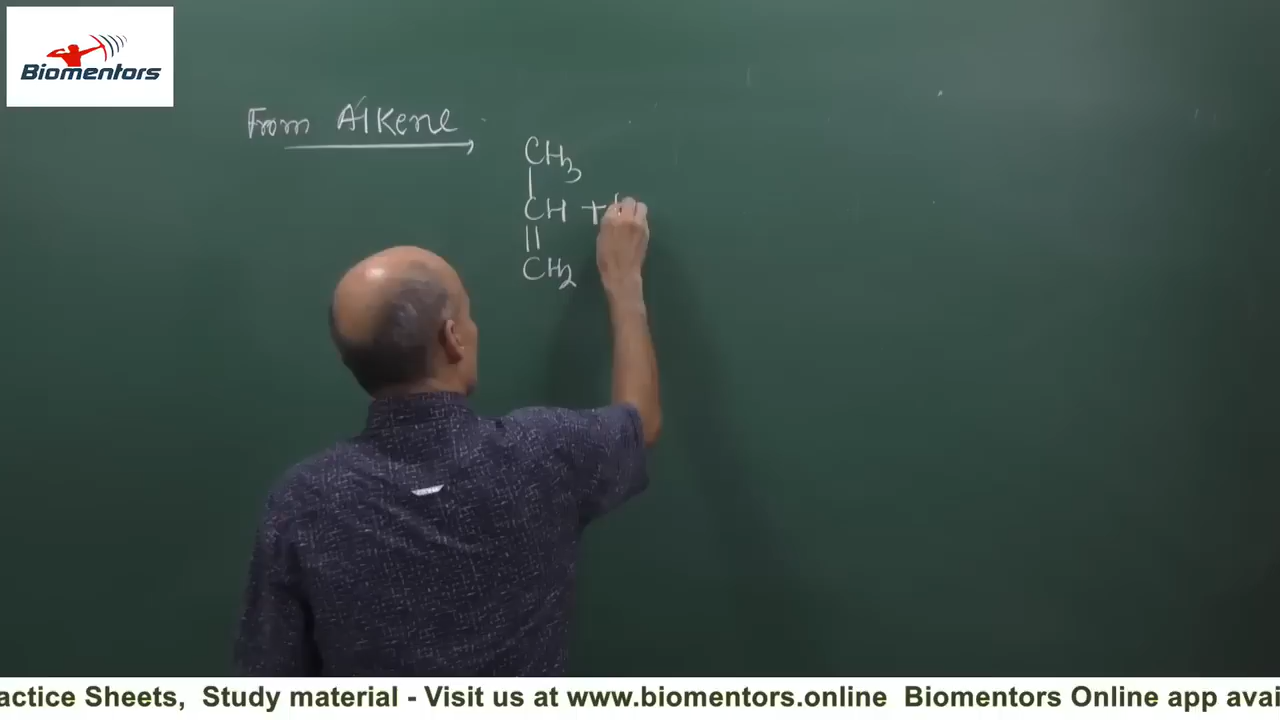 Biomentors
From Alkene
CH3
CH +
CH2
actice Sheets, Study material - Visit us at www.biomentors.online Biomentors Online app avai